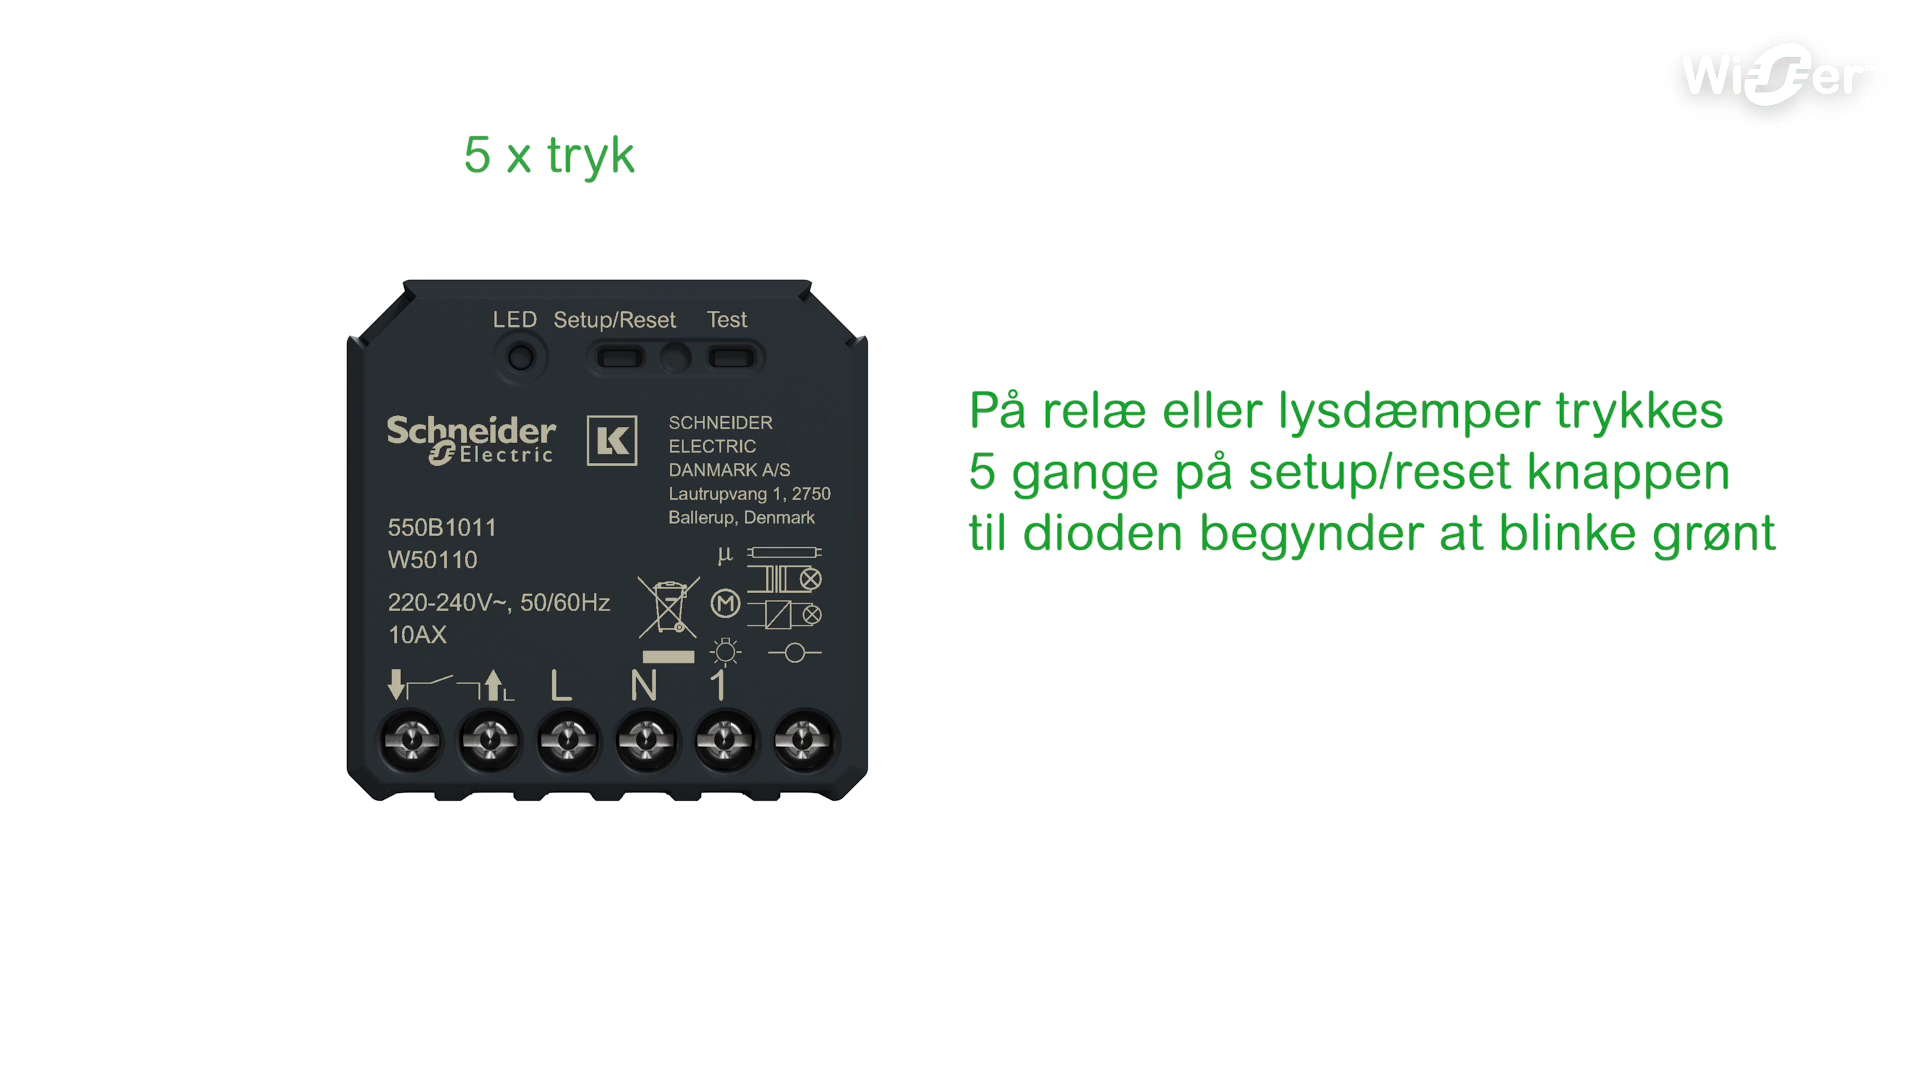 Wiser
5 x tryk
LED Setup/Reset Test
Schneider
Electric
LK
SCHNEIDER
ELECTRIC
DANMARK A/S
Lautrupvang 1, 2750
Ballerup, Denmark
550B1011
W50110
220-240V~, 50/60Hz
10AX
µ
M
L L N 1
På relæ eller lysdæmper trykkes
5 gange på setup/reset knappen
til dioden begynder at blinke grønt